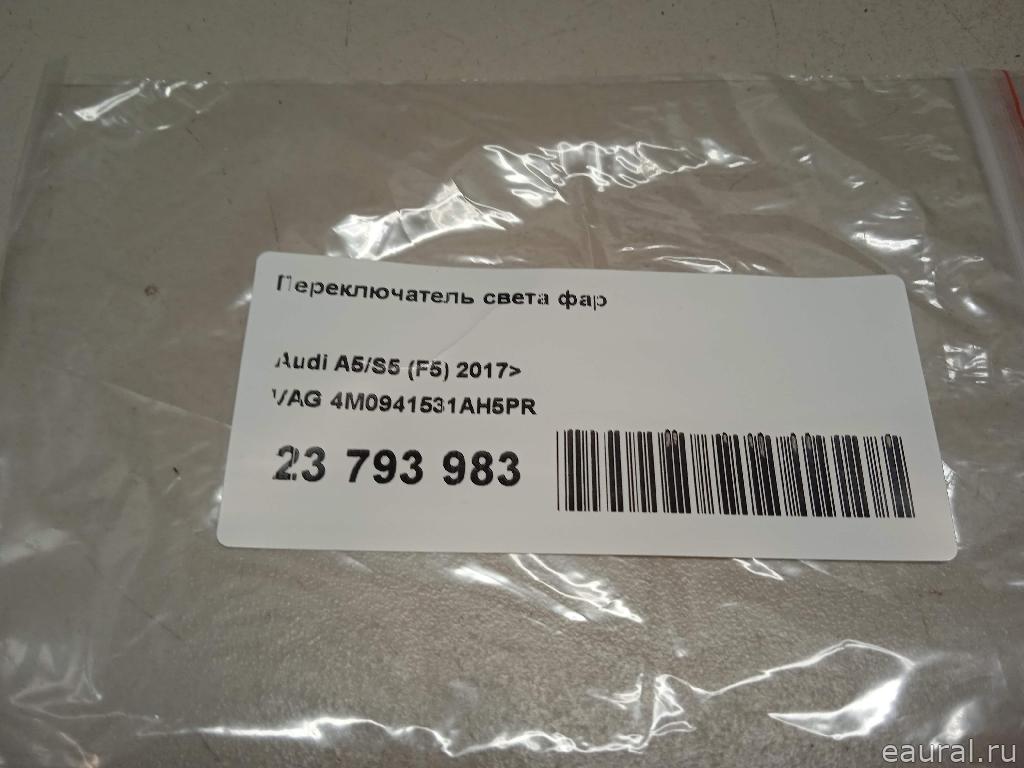 Переключатель света фар
Audi A5/S5 (F5) 2017>
VAG 4M0941531AH5PR
23 793 983
eaural.ru